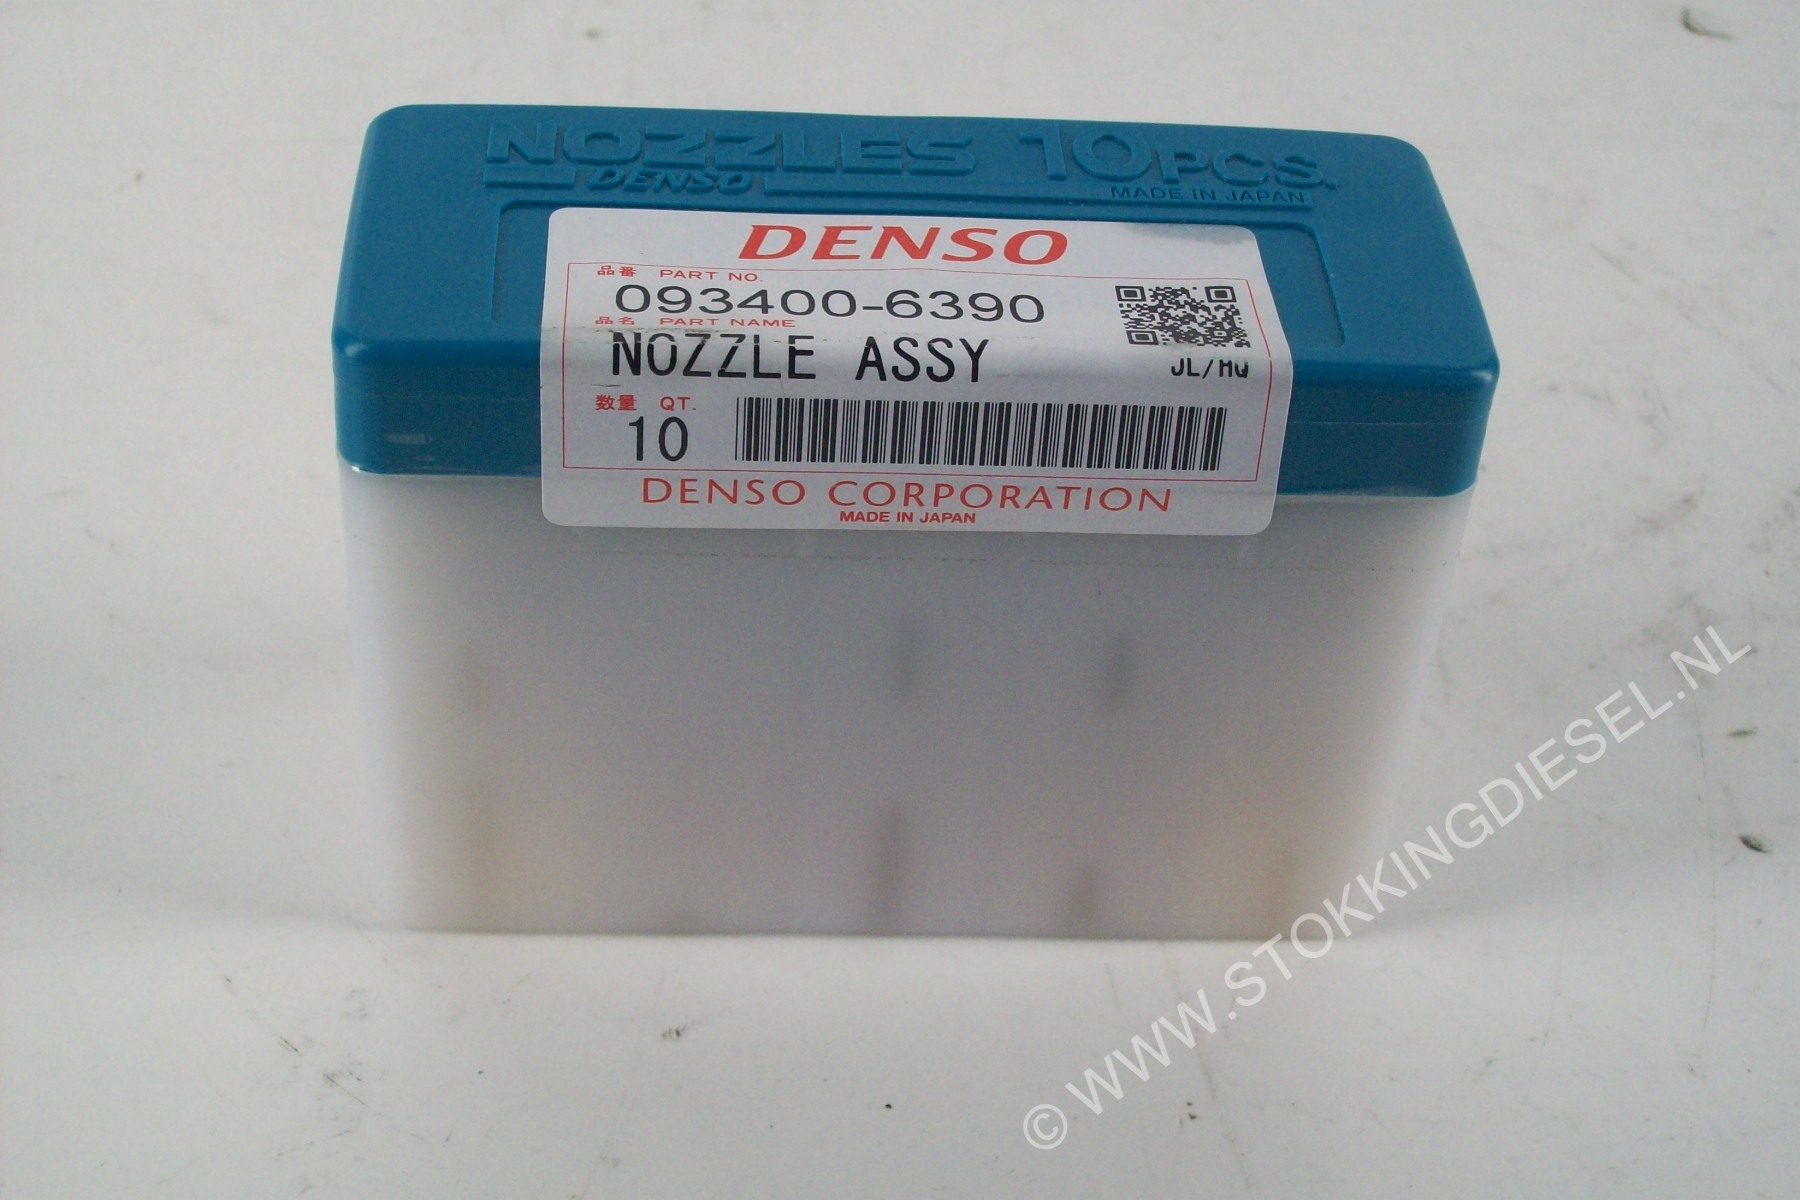 NOZZLES 10PCS.
DENSO
MADE IN JAPAN
DENSO
品番 PART NO.
093400-6390
品名 PART NAME
NOZZLE ASSY
JL/HQ
数量 QT.
10
DENSO CORPORATION
MADE IN JAPAN
© WWW.STOKKINGDIESEL.NL